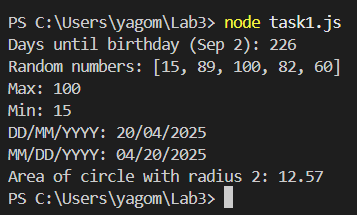 PS C:\Users\yagom\Lab3> node task1.js
Days until birthday (Sep 2): 226
Random numbers: [15, 89, 100, 82, 60]
Max: 100
Min: 15
DD/MM/YYYY: 20/04/2025
MM/DD/YYYY: 04/20/2025
Area of circle with radius 2: 12.57
PS C:\Users\yagom\Lab3>